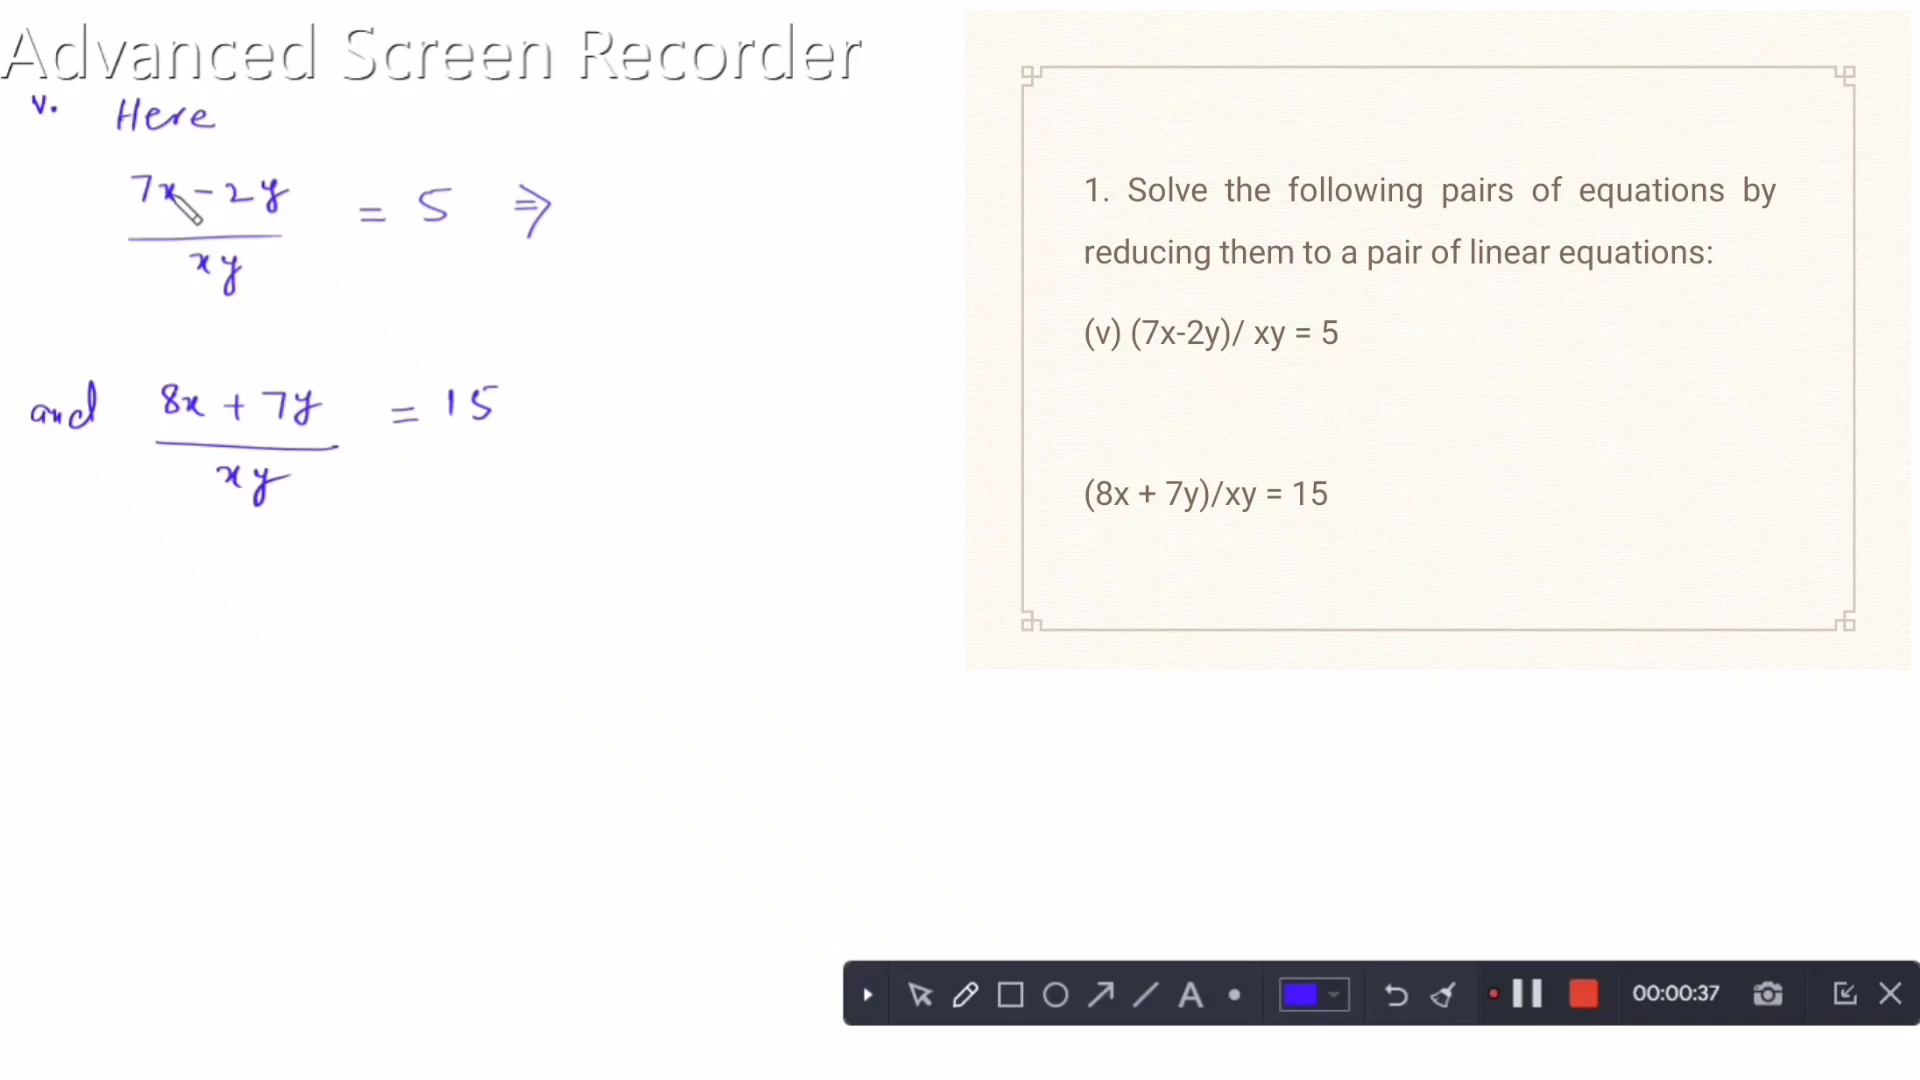 Advanced Screen Recorder
v. Here
7x-2y/xy = 5 ⇒
and 8x + 7y/xy = 15
1. Solve the following pairs of equations by
reducing them to a pair of linear equations:
(v) (7x-2y)/ xy = 5
(8x + 7y)/xy = 15
A
00:00:37